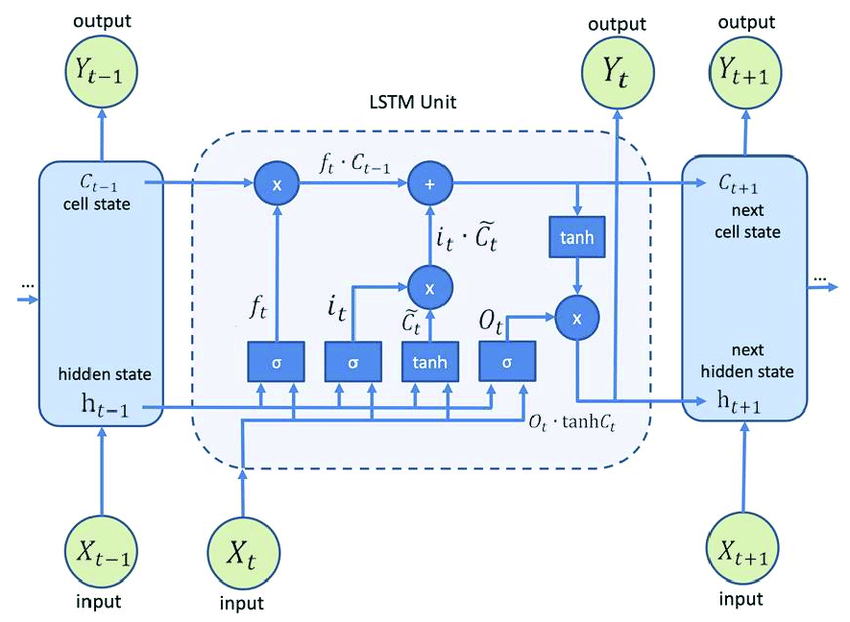 output
output
output
Y_{t−1}
Y_t
Y_{t+1}
LSTM Unit
C_{t−1}
cell state
x
f_t · C_{t−1}
+
C_{t+1}
next
cell state
tanh
i_t · C̃_t
...
...
x
f_t
i_t
C̃_t
O_t
x
σ
σ
tanh
σ
hidden state
h_{t−1}
next
hidden state
h_{t+1}
O_t · tanhC_t
X_{t−1}
X_t
X_{t+1}
input
input
input